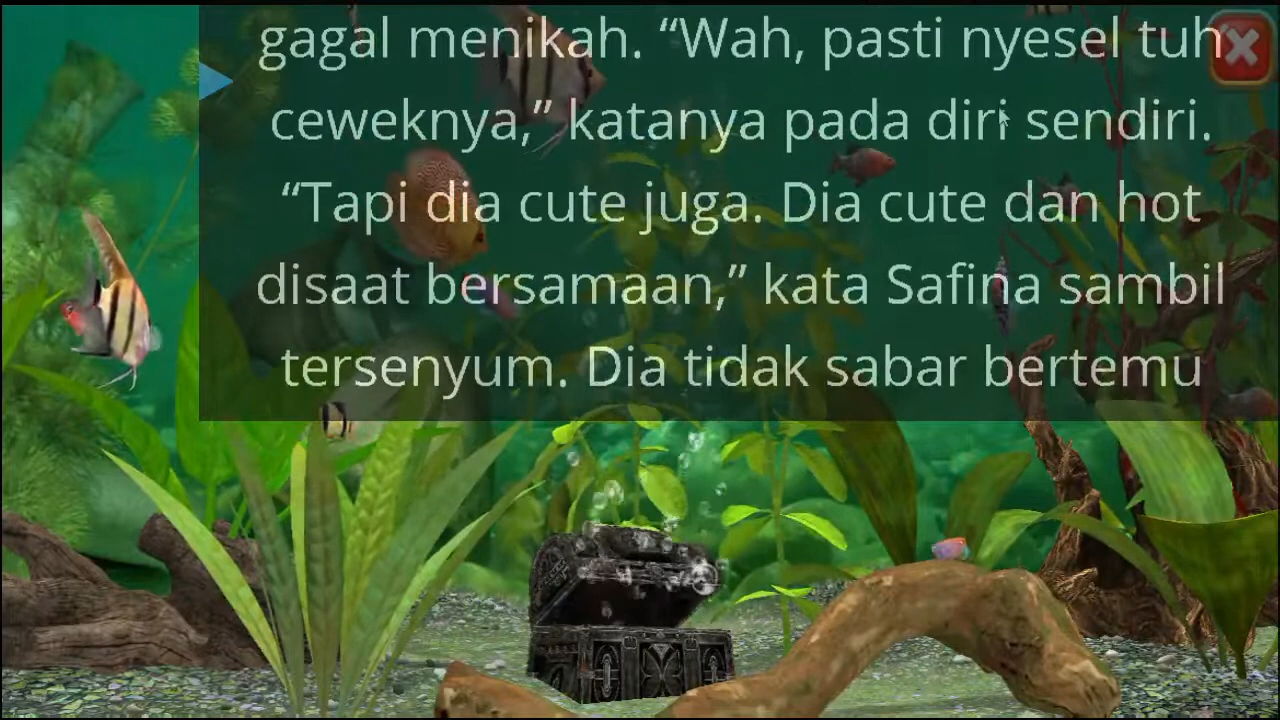 gagal menikah. “Wah, pasti nyesel tuh
ceweknya,” katanya pada diri sendiri.
“Tapi dia cute juga. Dia cute dan hot
disaat bersamaan,” kata Safina sambil
tersenyum. Dia tidak sabar bertemu